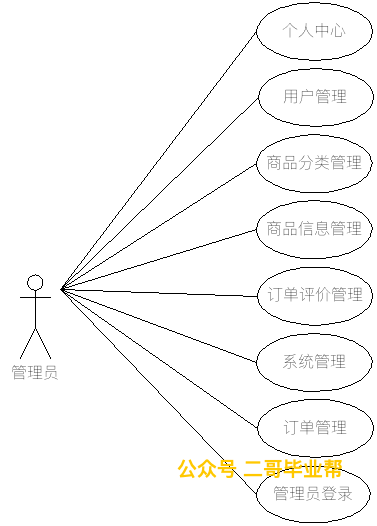 个人中心
用户管理
商品分类管理
商品信息管理
订单评价管理
管理员
系统管理
订单管理
公众号 二哥毕业帮
管理员登录